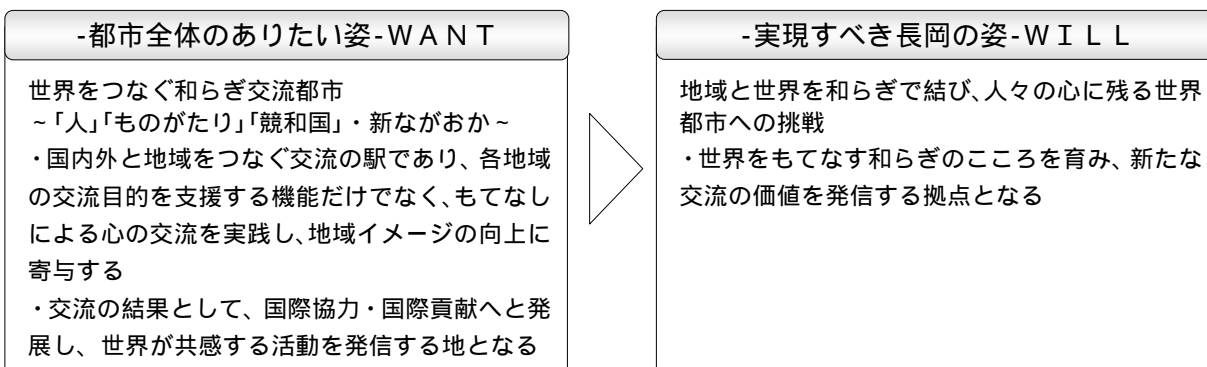 -都市全体のありたい姿-ＷＡＮＴ
世界をつなぐ和らぎ交流都市
~「人」「ものがたり」「競和国」・新ながおか~
・国内外と地域をつなぐ交流の駅であり、各地域
の交流目的を支援する機能だけでなく、もてなし
による心の交流を実践し、地域イメージの向上に
寄与する
・交流の結果として、国際協力・国際貢献へと発
展し、世界が共感する活動を発信する地となる
-実現すべき長岡の姿-ＷＩＬＬ
地域と世界を和らぎで結び、人々の心に残る世界
都市への挑戦
・世界をもてなす和らぎのこころを育み、新たな
交流の価値を発信する拠点となる